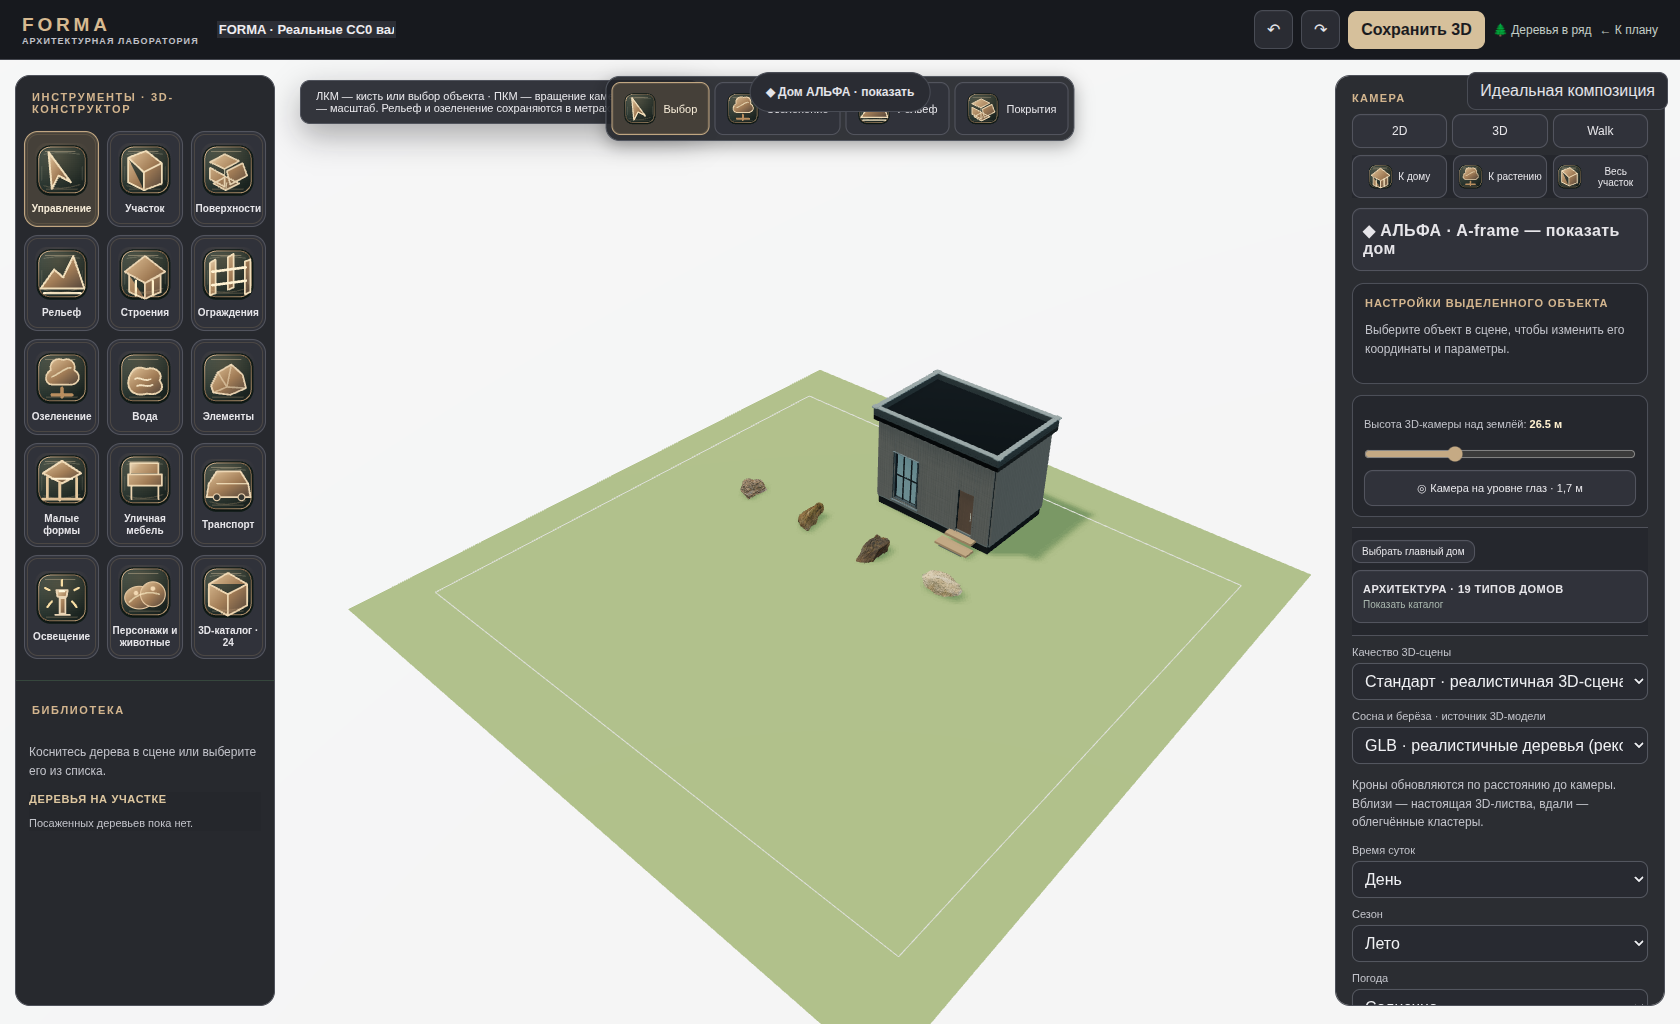 FORMA
АРХИТЕКТУРНАЯ ЛАБОРАТОРИЯ
FORMA · Реальные CC0 ва
↶
↷
Сохранить 3D
🌲 Деревья в ряд
← К плану
ИНСТРУМЕНТЫ · 3D-
КОНСТРУКТОР
Управление
Участок
Поверхности
Рельеф
Строения
Ограждения
Озеленение
Вода
Элементы
Малые
формы
Уличная
мебель
Транспорт
Освещение
Персонажи и
животные
3D-каталог ·
24
БИБЛИОТЕКА
Коснитесь дерева в сцене или выберите
его из списка.
ДЕРЕВЬЯ НА УЧАСТКЕ
Посаженных деревьев пока нет.
ЛКМ — кисть или выбор объекта · ПКМ — вращение кам
— масштаб. Рельеф и озеленение сохраняются в метра
Выбор
◆ Дом АЛЬФА · показать
Покрытия
КАМЕРА
Идеальная композиция
2D
3D
Walk
К дому
К растению
Весь
участок
◆ АЛЬФА · A-frame — показать
дом
НАСТРОЙКИ ВЫДЕЛЕННОГО ОБЪЕКТА
Выберите объект в сцене, чтобы изменить его
координаты и параметры.
Высота 3D-камеры над землёй: 26.5 м
◎ Камера на уровне глаз · 1,7 м
Выбрать главный дом
АРХИТЕКТУРА · 19 ТИПОВ ДОМОВ
Показать каталог
Качество 3D-сцены
Стандарт · реалистичная 3D-сцена
Сосна и берёза · источник 3D-модели
GLB · реалистичные деревья (рекс
Кроны обновляются по расстоянию до камеры.
Вблизи — настоящая 3D-листва, вдали —
облегчённые кластеры.
Время суток
День
Сезон
Лето
Погода